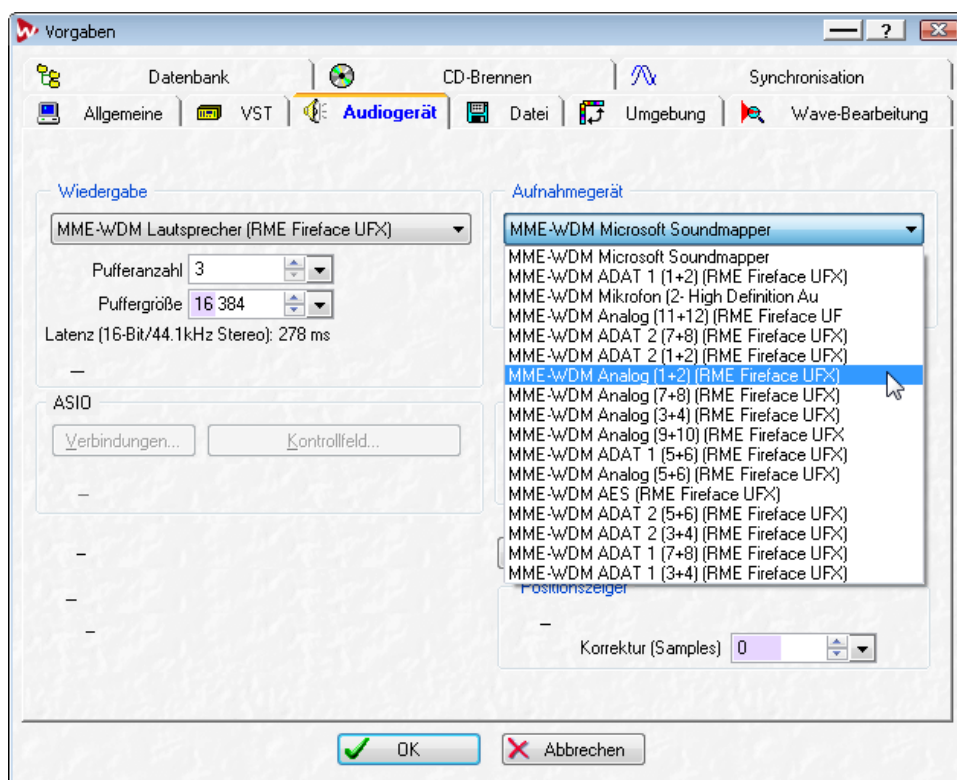 Vorgaben
?
Datenbank
CD-Brennen
Synchronisation
Allgemeine
VST
Audiogerät
Datei
Umgebung
Wave-Bearbeitung
Wiedergabe
MME-WDM Lautsprecher (RME Fireface UFX)
Pufferanzahl 3
Puffergröße 16 384
Latenz (16-Bit/44.1kHz Stereo): 278 ms
–
ASIO
Verbindungen...
Kontrollfeld...
–
–
–
–
Aufnahmegerät
MME-WDM Microsoft Soundmapper
MME-WDM Microsoft Soundmapper
MME-WDM ADAT 1 (1+2) (RME Fireface UFX)
MME-WDM Mikrofon (2- High Definition Au
MME-WDM Analog (11+12) (RME Fireface UF
MME-WDM ADAT 2 (7+8) (RME Fireface UFX)
MME-WDM ADAT 2 (1+2) (RME Fireface UFX)
MME-WDM Analog (1+2) (RME Fireface UFX)
MME-WDM Analog (7+8) (RME Fireface UFX)
MME-WDM Analog (3+4) (RME Fireface UFX)
MME-WDM Analog (9+10) (RME Fireface UFX
MME-WDM ADAT 1 (5+6) (RME Fireface UFX)
MME-WDM Analog (5+6) (RME Fireface UFX)
MME-WDM AES (RME Fireface UFX)
MME-WDM ADAT 2 (5+6) (RME Fireface UFX)
MME-WDM ADAT 2 (3+4) (RME Fireface UFX)
MME-WDM ADAT 1 (7+8) (RME Fireface UFX)
MME-WDM ADAT 1 (3+4) (RME Fireface UFX)
Positionszeiger
–
Korrektur (Samples) 0
OK
Abbrechen